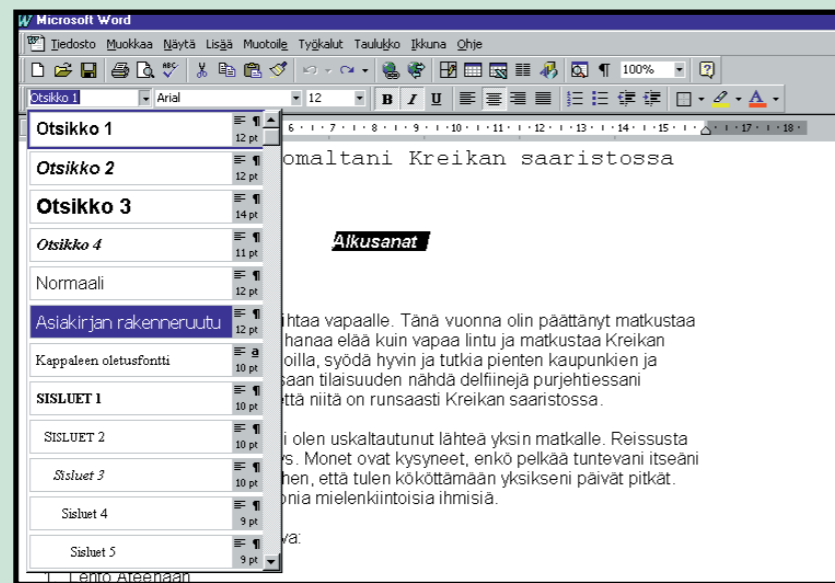 Microsoft Word
Tiedosto Muokkaa Näytä Lisää Muotoile Työkalut Taulukko Ikkuna Ohje
100%
Otsikko 1 Arial 12 B I U
6 7 8 9 10 11 12 13 14 15 17 18
Otsikko 1 12 pt
Otsikko 2 12 pt
Otsikko 3 14 pt
Otsikko 4 11 pt
Normaali 12 pt
Asiakirjan rakenneruutu 12 pt
Kappaleen oletusfontti a 10 pt
SISLUET 1 10 pt
SISLUET 2 10 pt
Sisluet 3 10 pt
Sisluet 4 9 pt
Sisluet 5 9 pt
omaltani Kreikan saaristossa
Alkusanat
ihtaa vapaalle. Tänä vuonna olin päättänyt matkustaa
hanaa elää kuin vapaa lintu ja matkustaa Kreikan
oilla, syödä hyvin ja tutkia pienten kaupunkien ja
saan tilaisuuden nähdä delfiinejä purjehtiessani
että niitä on runsaasti Kreikan saaristossa.
i olen uskaltautunut lähteä yksin matkalle. Reissusta
s. Monet ovat kysyneet, enkö pelkää tuntevani itseäni
hen, että tulen kököttämään yksikseni päivät pitkät.
onia mielenkiintoisia ihmisiä.
va:
1. Lento Ateenaan